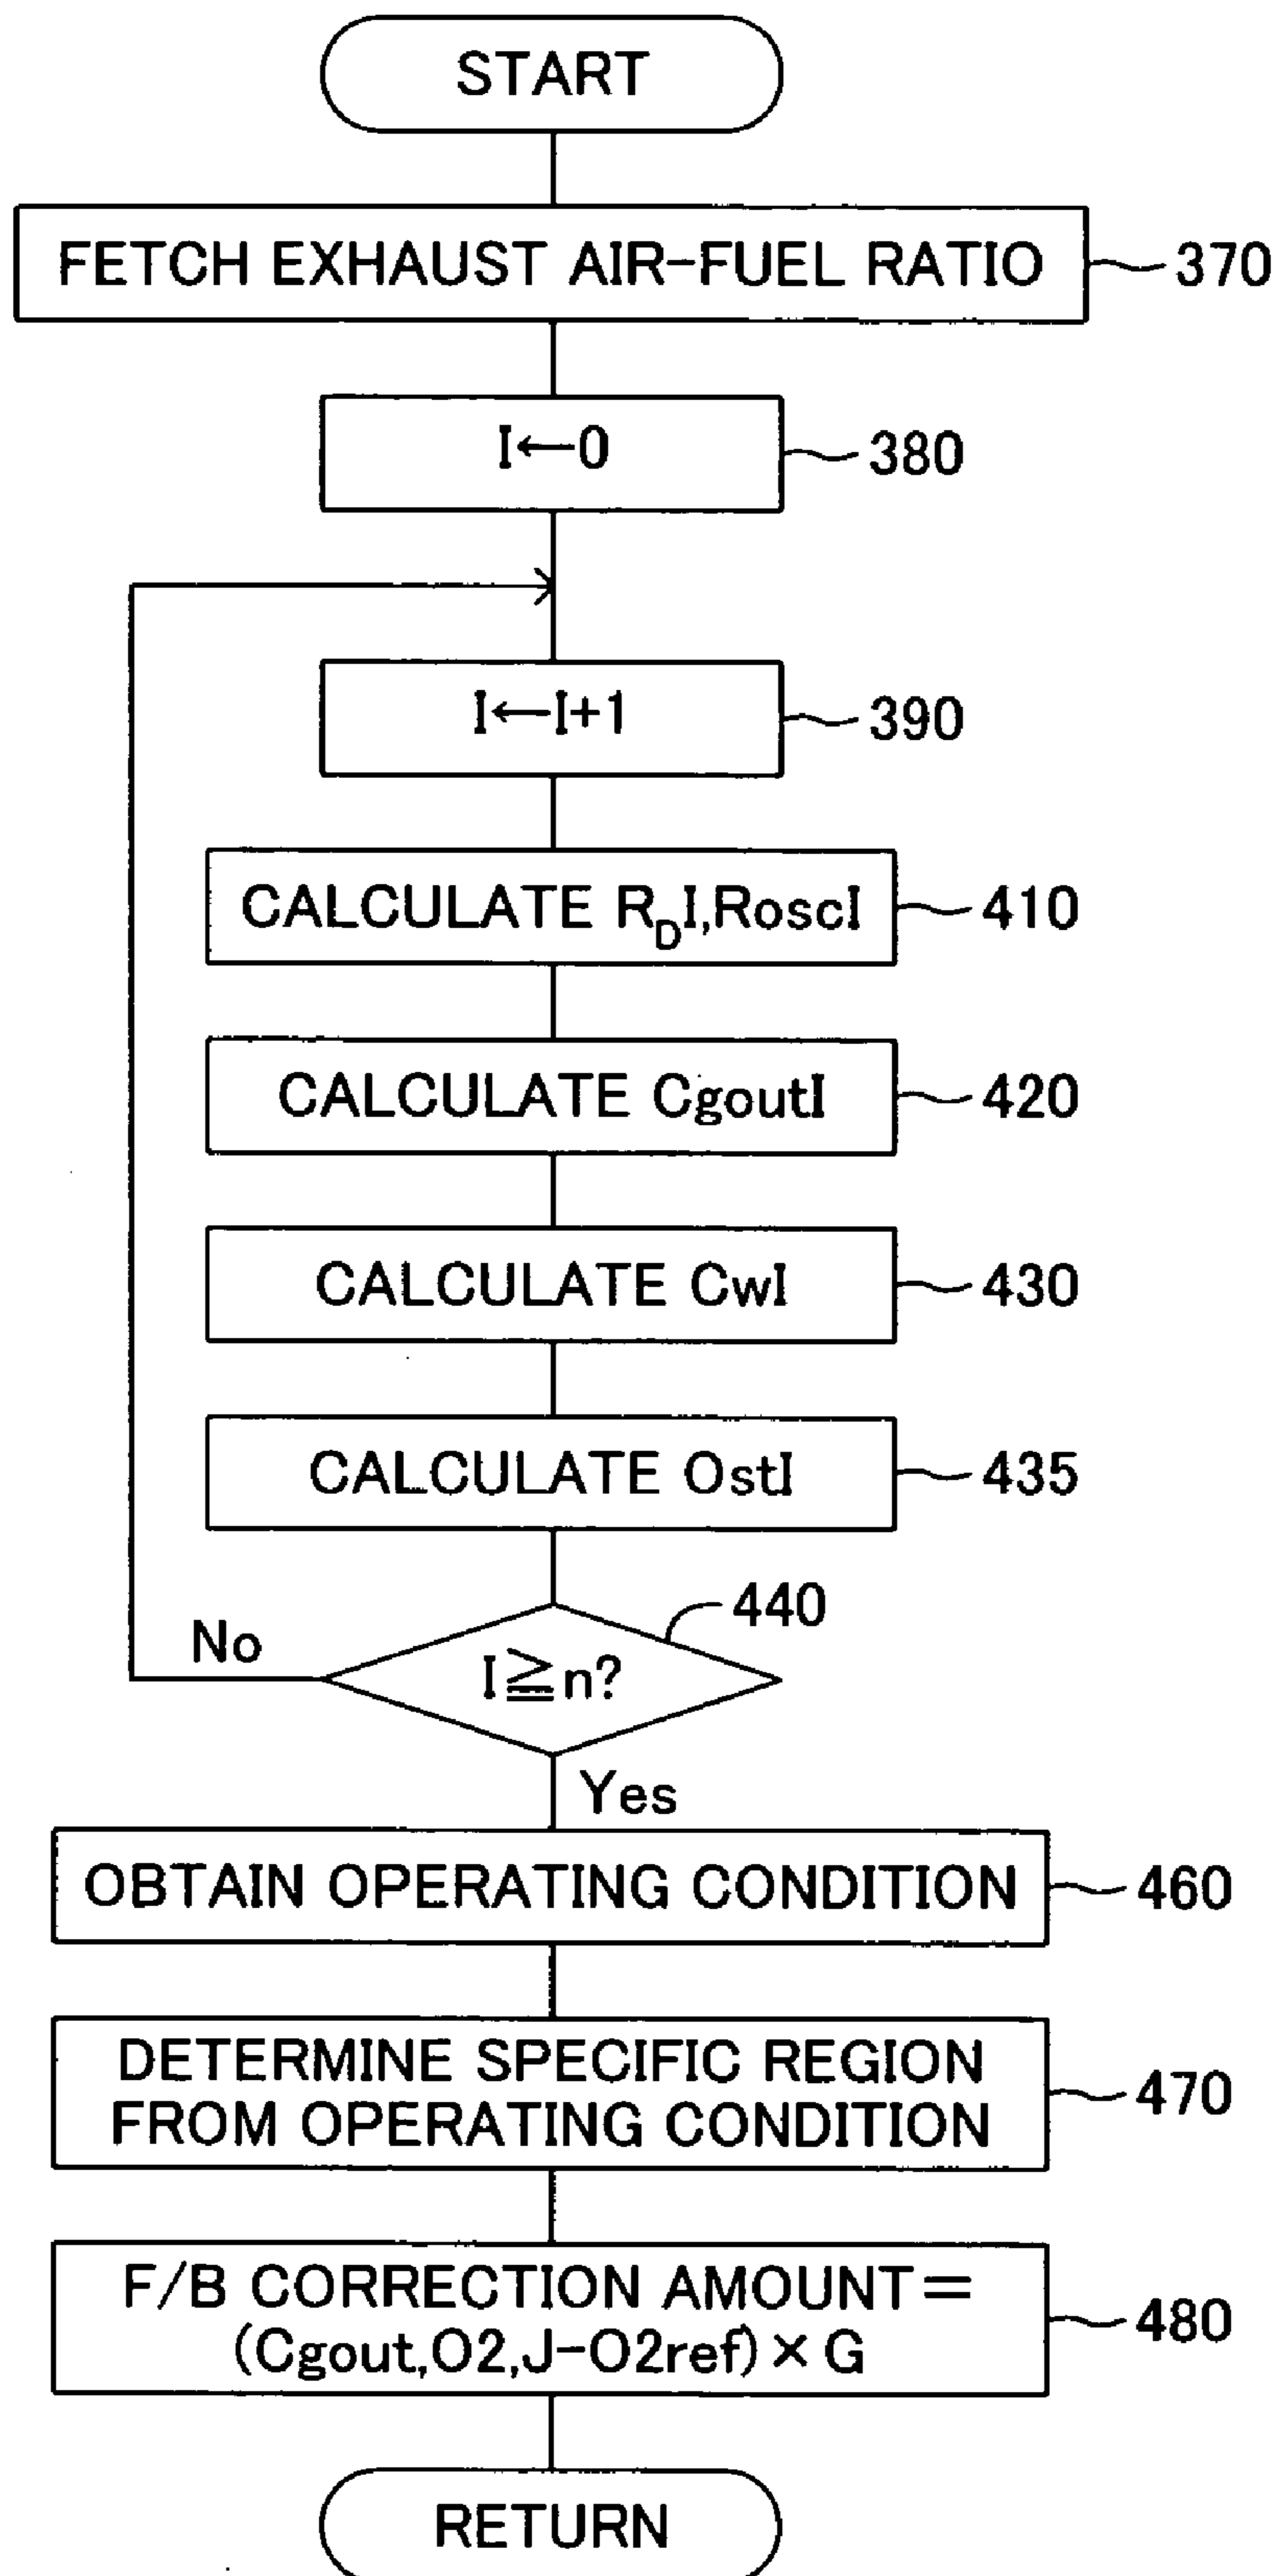 START
FETCH EXHAUST AIR-FUEL RATIO
370
I←0
380
I←I+1
390
CALCULATE RDI,RoscI
410
CALCULATE CgoutI
420
CALCULATE CwI
430
CALCULATE OstI
435
440
I≧n?
No
Yes
OBTAIN OPERATING CONDITION
460
DETERMINE SPECIFIC REGION
FROM OPERATING CONDITION
470
F/B CORRECTION AMOUNT=
(Cgout,O2,J-O2ref)×G
480
RETURN